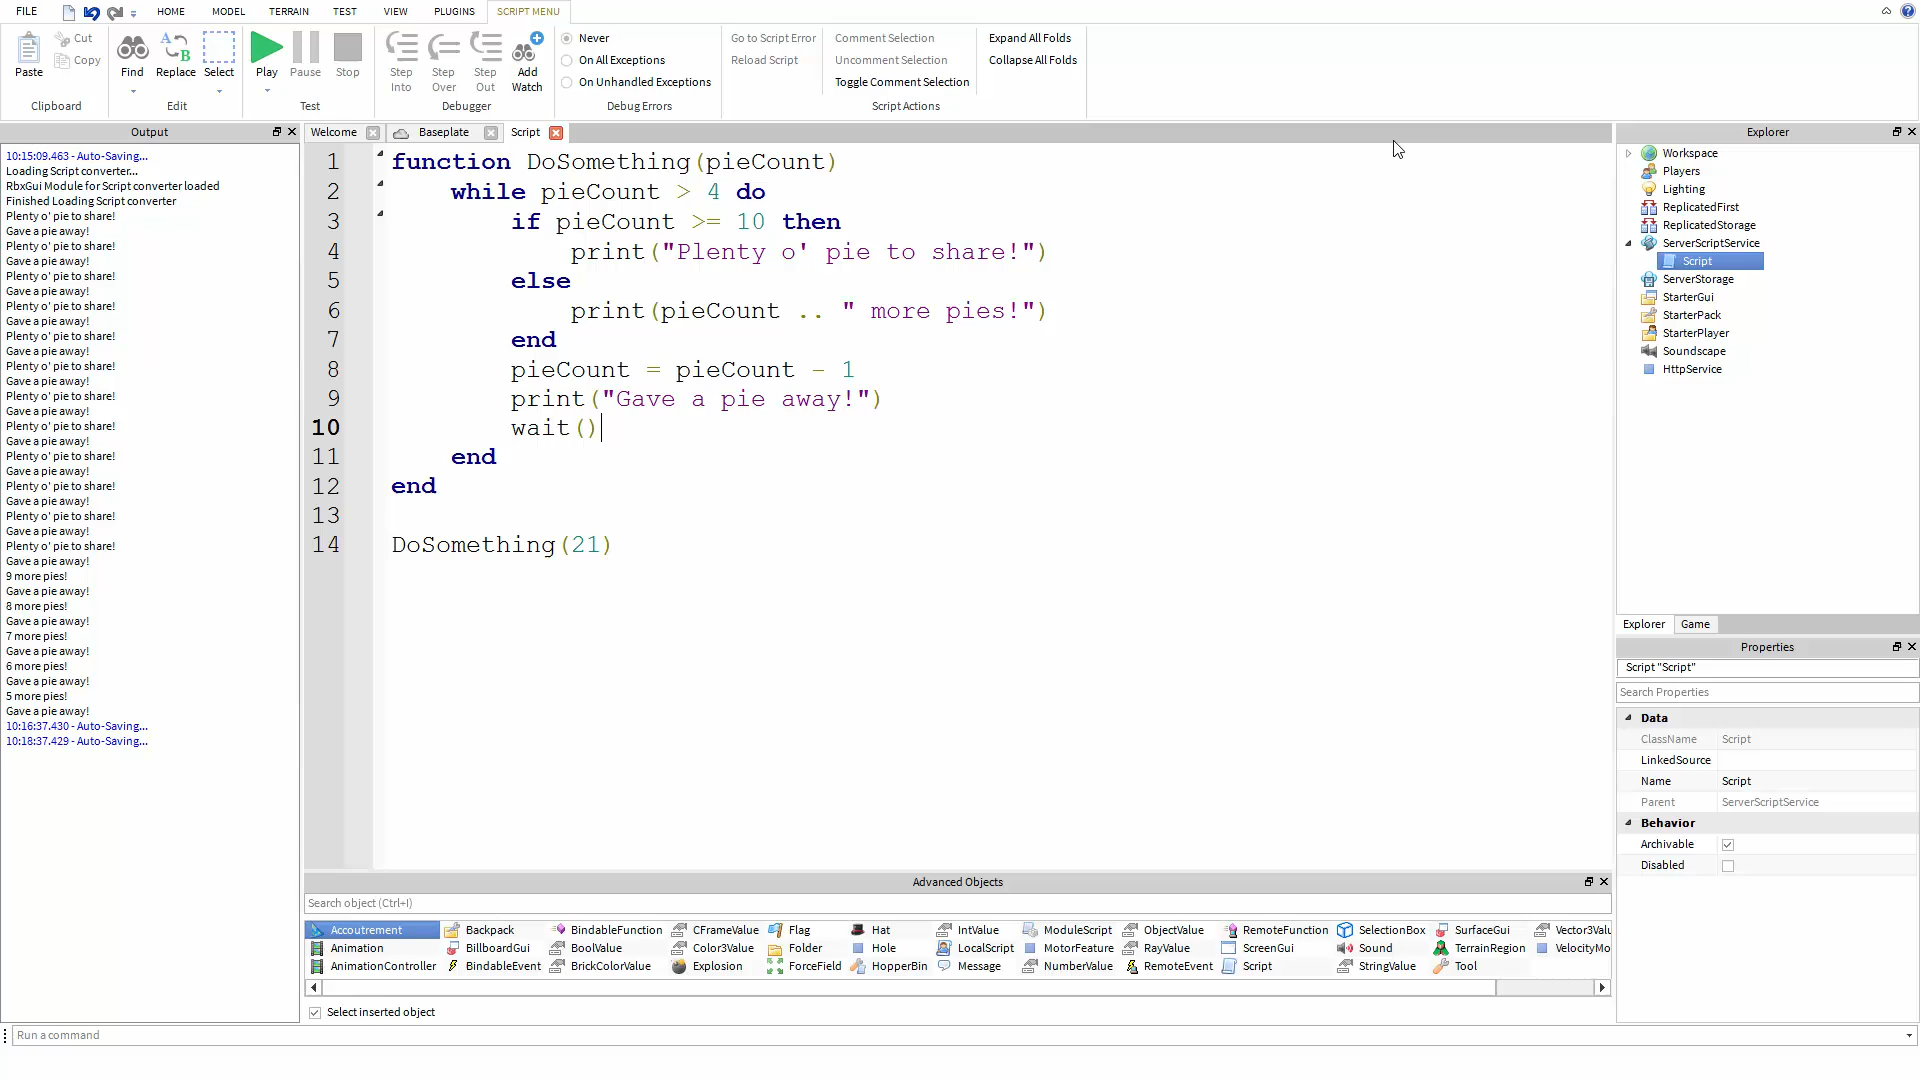 FILE HOME MODEL TERRAIN TEST VIEW PLUGINS SCRIPT MENU
Paste
Cut
Copy
Clipboard
Find Replace Select
Edit
Play Pause Stop
Test
Step Into
Step Over
Step Out
Add Watch
Debugger
Never
On All Exceptions
On Unhandled Exceptions
Debug Errors
Go to Script Error
Reload Script
Comment Selection
Uncomment Selection
Toggle Comment Selection
Script Actions
Expand All Folds
Collapse All Folds
Output
10:15:09.463 - Auto-Saving...
Loading Script converter...
RbxGui Module for Script converter loaded
Finished Loading Script converter
Plenty o' pie to share!
Gave a pie away!
Plenty o' pie to share!
Gave a pie away!
Plenty o' pie to share!
Gave a pie away!
Plenty o' pie to share!
Gave a pie away!
Plenty o' pie to share!
Gave a pie away!
Plenty o' pie to share!
Gave a pie away!
Plenty o' pie to share!
Gave a pie away!
Plenty o' pie to share!
Gave a pie away!
Plenty o' pie to share!
Gave a pie away!
Plenty o' pie to share!
Gave a pie away!
Plenty o' pie to share!
Gave a pie away!
Plenty o' pie to share!
Gave a pie away!
9 more pies!
Gave a pie away!
8 more pies!
Gave a pie away!
7 more pies!
Gave a pie away!
6 more pies!
Gave a pie away!
5 more pies!
Gave a pie away!
10:16:37.430 - Auto-Saving...
10:18:37.429 - Auto-Saving...
Welcome Baseplate Script
1 function DoSomething(pieCount)
2 while pieCount > 4 do
3 if pieCount >= 10 then
4 print("Plenty o' pie to share!")
5 else
6 print(pieCount .. " more pies!")
7 end
8 pieCount = pieCount - 1
9 print("Gave a pie away!")
10 wait()
11 end
12 end
13
14 DoSomething(21)
Advanced Objects
Search object (Ctrl+I)
Accoutrement Backpack BindableFunction CFrameValue Flag Hat IntValue ModuleScript ObjectValue RemoteFunction SelectionBox SurfaceGui Vector3Valu
Animation BillboardGui BoolValue Color3Value Folder Hole LocalScript MotorFeature RayValue ScreenGui Sound TerrainRegion VelocityMo
AnimationController BindableEvent BrickColorValue Explosion ForceField HopperBin Message NumberValue RemoteEvent Script StringValue Tool
Select inserted object
Run a command
Explorer
Workspace
Players
Lighting
ReplicatedFirst
ReplicatedStorage
ServerScriptService
Script
ServerStorage
StarterGui
StarterPack
StarterPlayer
Soundscape
HttpService
Explorer Game
Properties
Script "Script"
Search Properties
Data
ClassName Script
LinkedSource
Name Script
Parent ServerScriptService
Behavior
Archivable
Disabled